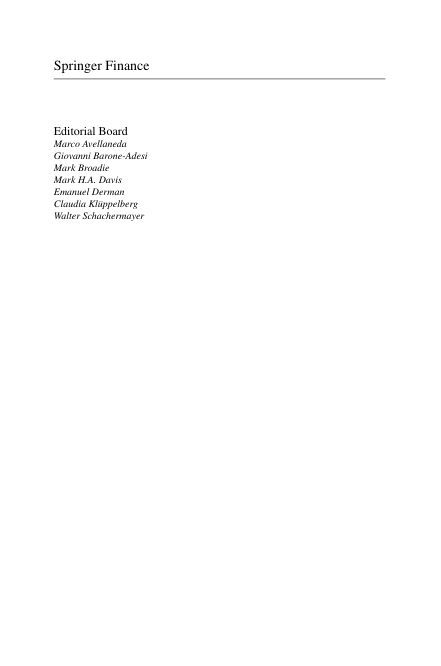 Springer Finance
Editorial Board
Marco Avellaneda
Giovanni Barone-Adesi
Mark Broadie
Mark H.A. Davis
Emanuel Derman
Claudia Klüppelberg
Walter Schachermayer